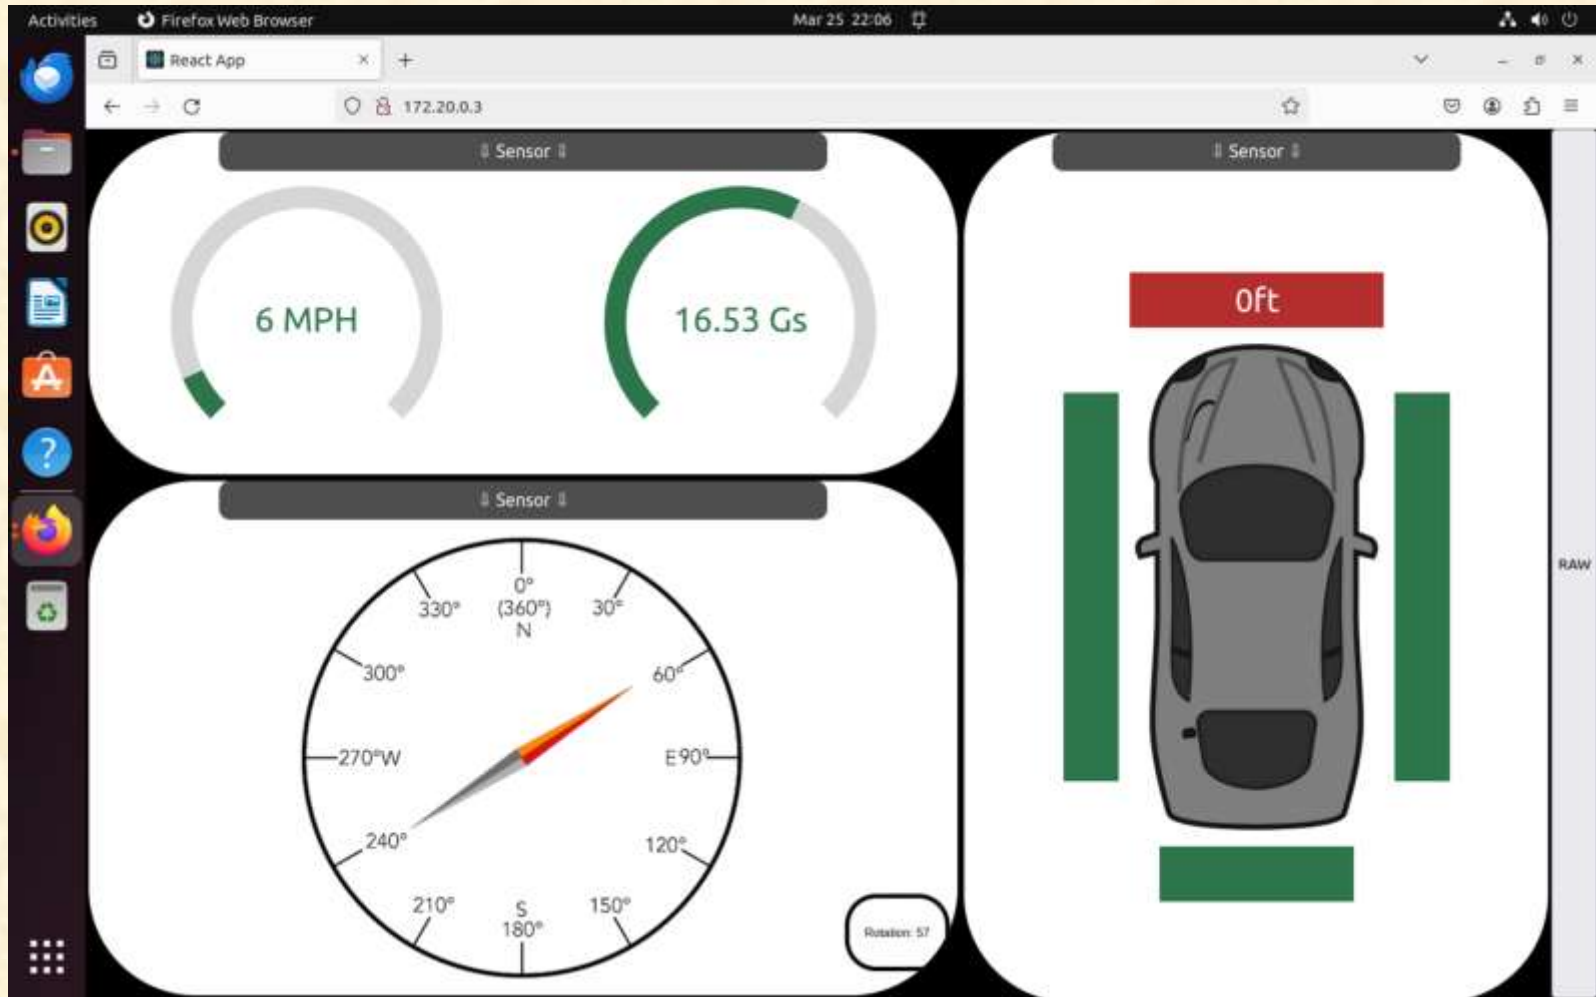 Activities
Firefox Web Browser
Mar 25 22:06
React App
172.20.0.3
⇩ Sensor ⇩
6 MPH
16.53 Gs
⇩ Sensor ⇩
0°
(360°)
N
30°
60°
E90°
120°
150°
S
180°
210°
240°
270°W
300°
330°
Rotation: 57
⇩ Sensor ⇩
0ft
RAW